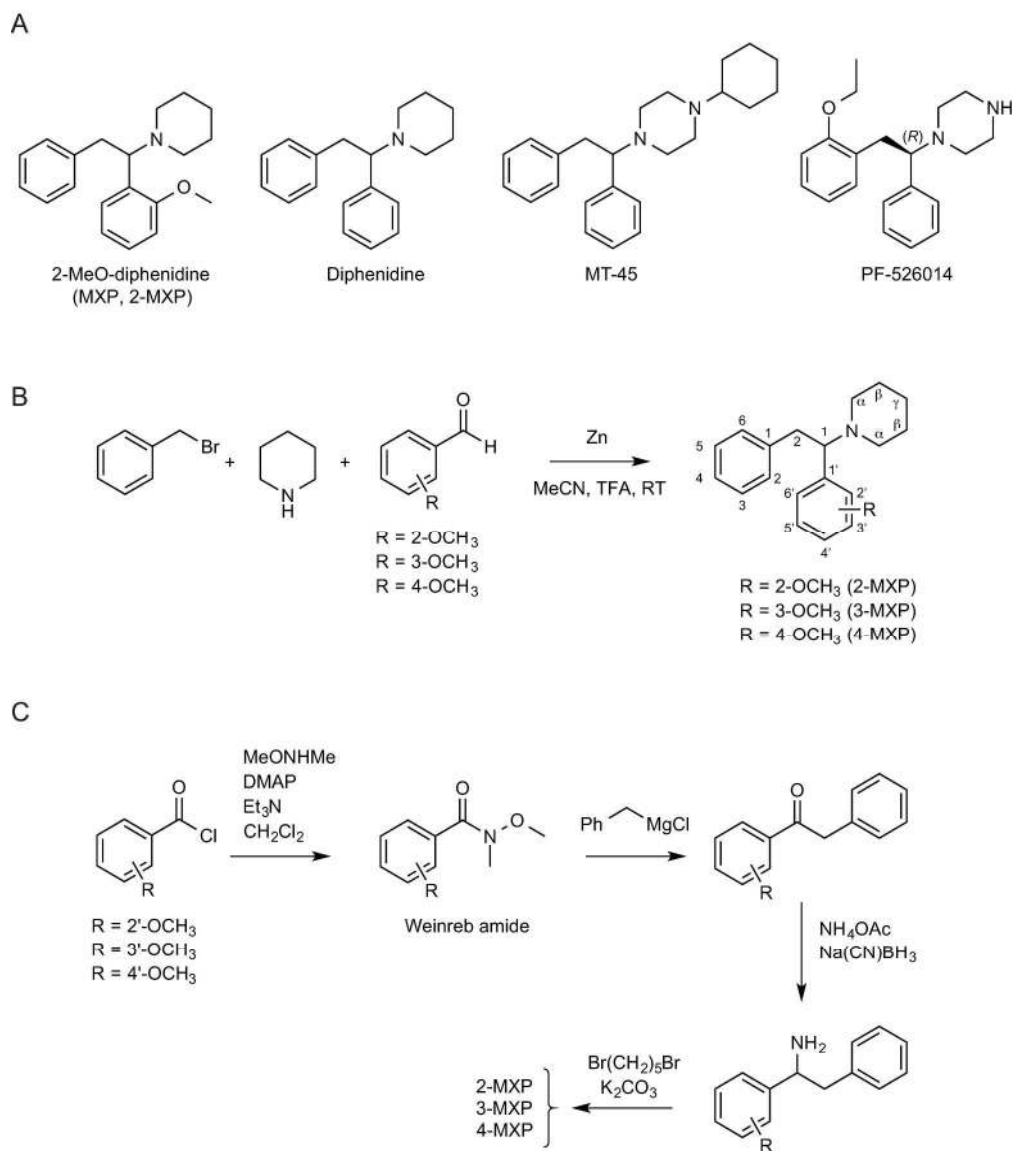 A
N
O
2-MeO-diphenidine
(MXP, 2-MXP)
N
Diphenidine
N
N
MT-45
O
(R)
N
NH
PF-526014
B
Br
+
N
H
+
O
H
R
R = 2-OCH3
R = 3-OCH3
R = 4-OCH3
Zn
MeCN, TFA, RT
6
5
4
3
2
1
2
1
N
α
β
γ
β
α
1'
6'
5'
4'
3'
2'
R
R = 2-OCH3 (2-MXP)
R = 3-OCH3 (3-MXP)
R = 4-OCH3 (4-MXP)
C
O
Cl
R
R = 2'-OCH3
R = 3'-OCH3
R = 4'-OCH3
MeONHMe
DMAP
Et3N
CH2Cl2
O
N
O
R
Weinreb amide
Ph
MgCl
O
R
NH4OAc
Na(CN)BH3
NH2
R
Br(CH2)5Br
K2CO3
2-MXP
3-MXP
4-MXP